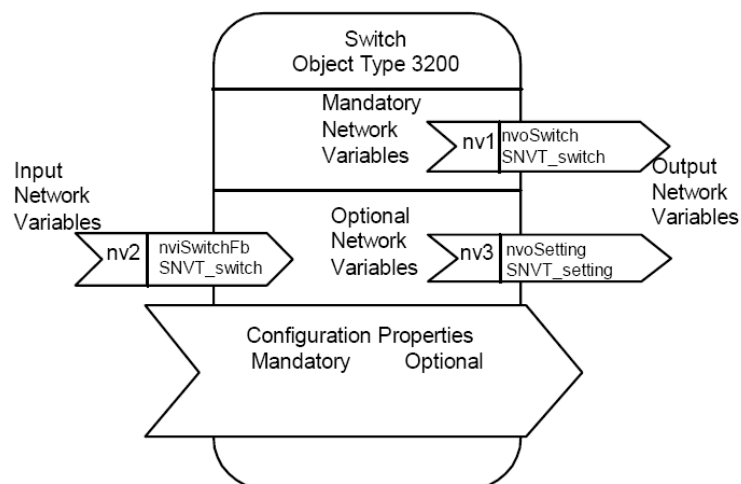 Switch
Object Type 3200
Mandatory
Network
Variables
nv1
nvoSwitch
SNVT_switch
Input
Network
Variables
Output
Network
Variables
Optional
Network
Variables
nv2
nviSwitchFb
SNVT_switch
nv3
nvoSetting
SNVT_setting
Configuration Properties
Mandatory Optional